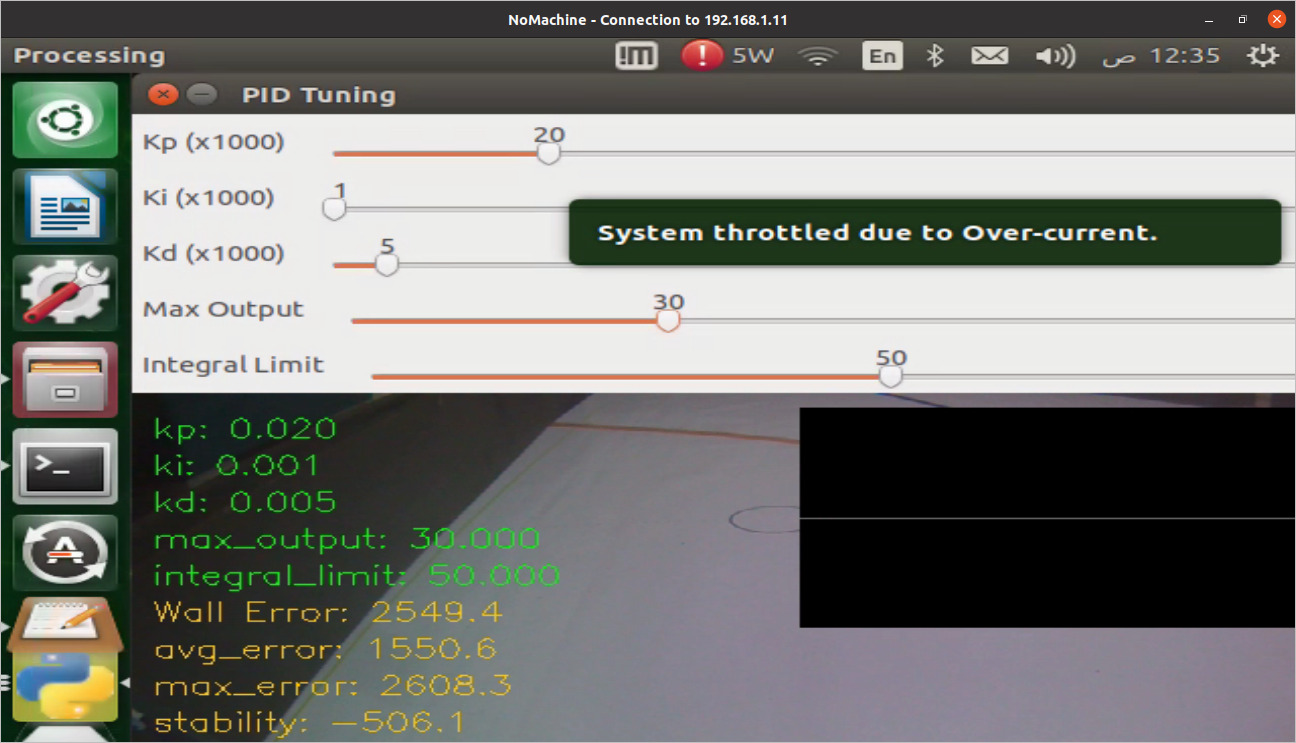 NoMachine - Connection to 192.168.1.11
Processing
5W
En
12:35 ص
PID Tuning
Kp (x1000)
20
Ki (x1000)
1
System throttled due to Over-current.
Kd (x1000)
5
Max Output
30
Integral Limit
50
kp: 0.020
ki: 0.001
kd: 0.005
max_output: 30.000
integral_limit: 50.000
Wall Error: 2549.4
avg_error: 1550.6
max_error: 2608.3
stability: -506.1